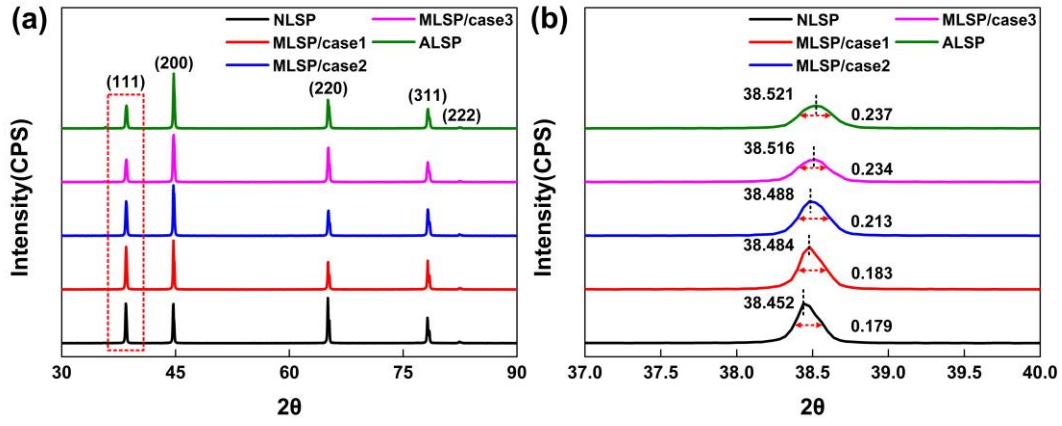 (a)
NLSP
MLSP/case1
MLSP/case2
MLSP/case3
ALSP
(111)
(200)
(220)
(311)
(222)
Intensity(CPS)
30
45
60
75
90
2θ
(b)
NLSP
MLSP/case1
MLSP/case2
MLSP/case3
ALSP
38.521
0.237
38.516
0.234
38.488
0.213
38.484
0.183
38.452
0.179
Intensity(CPS)
37.0
37.5
38.0
38.5
39.0
39.5
40.0
2θ